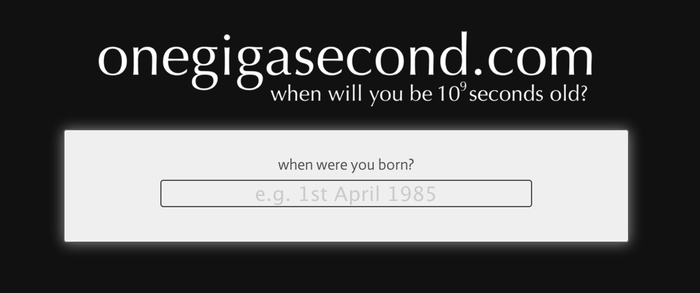 onegigasecond.com
when will you be 10⁹ seconds old?
when were you born?
e.g. 1st April 1985